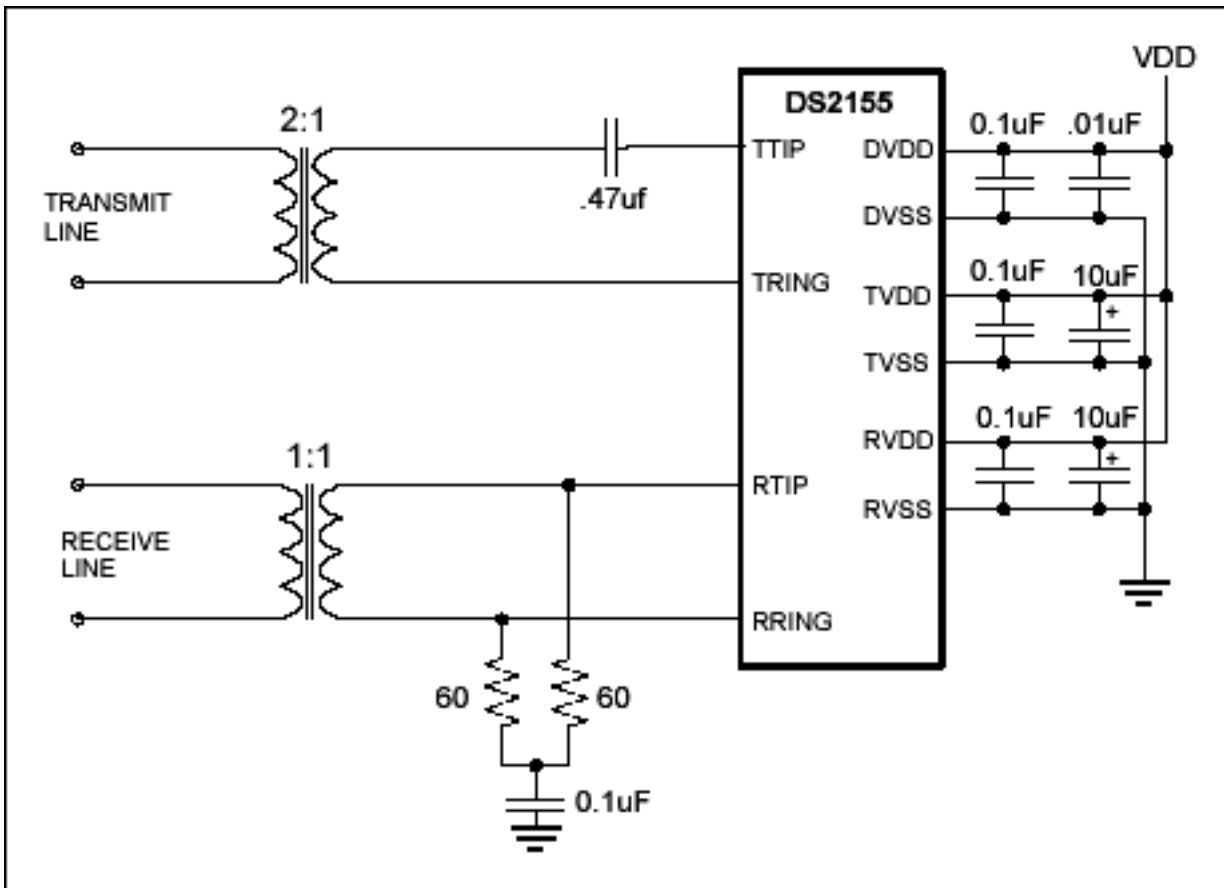 VDD
DS2155
2:1
0.1uF .01uF
TTIP DVDD
.47uf
TRANSMIT
LINE
DVSS
0.1uF 10uF
TRING TVDD
+
TVSS
0.1uF 10uF
1:1
RVDD
+
RTIP
RVSS
RECEIVE
LINE
RRING
60 60
0.1uF